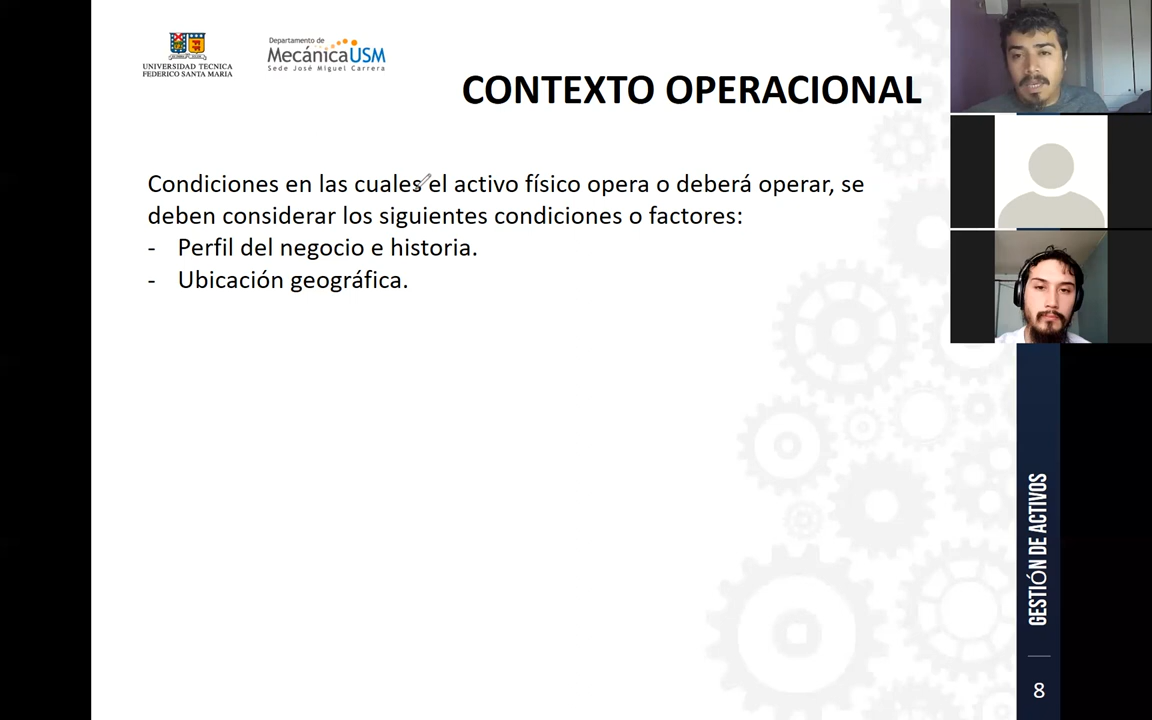 UNIVERSIDAD TECNICA
FEDERICO SANTA MARIA
Departamento de
MecánicaUSM
Sede José Miguel Carrera
CONTEXTO OPERACIONAL
Condiciones en las cuales el activo físico opera o deberá operar, se
deben considerar los siguientes condiciones o factores:
- Perfil del negocio e historia.
- Ubicación geográfica.
GESTIÓN DE ACTIVOS
8